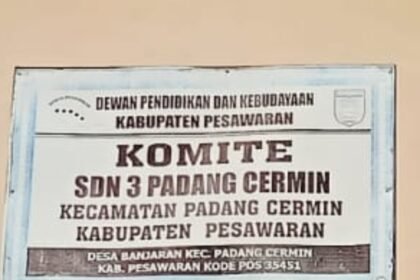 DEWAN PENDIDIKAN DAN KEBUDAYAAN
KABUPATEN PESAWARAN
KOMITE
SDN 3 PADANG CERMIN
KECAMATAN PADANG CERMIN
KABUPATEN PESAWARAN
DESA BANJARAN KEC. PADANG CERMIN
KAB. PESAWARAN KODE POS 35451